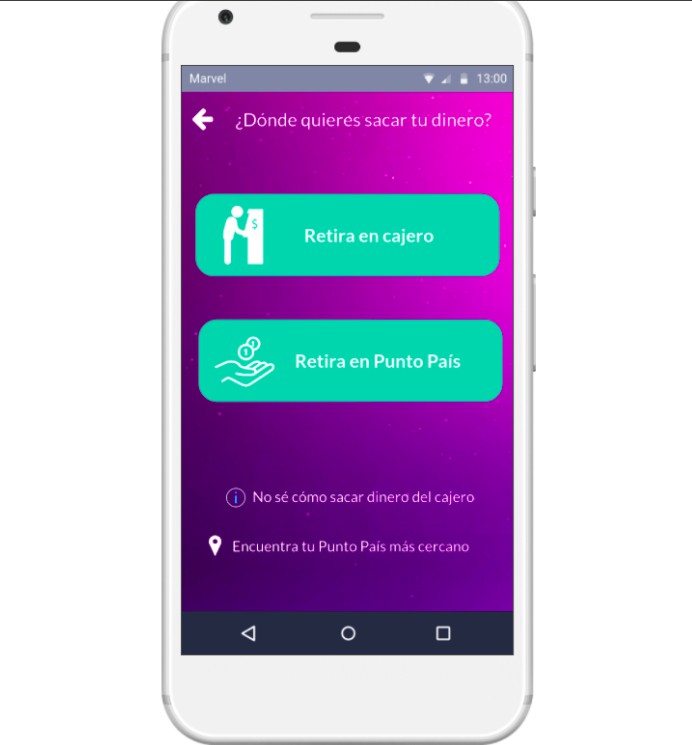 Marvel 13:00
¿Dónde quieres sacar tu dinero?
$
Retira en cajero
Retira en Punto País
No sé cómo sacar dinero del cajero
Encuentra tu Punto País más cercano